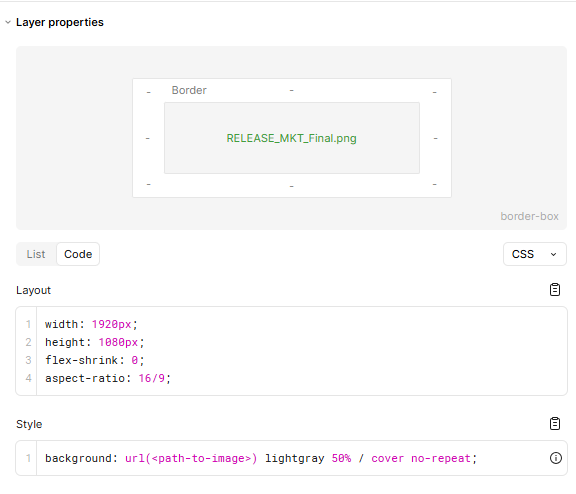 Layer properties
- Border - -
- RELEASE_MKT_Final.png -
- - -
border-box
List Code CSS
Layout
1 width: 1920px;
2 height: 1080px;
3 flex-shrink: 0;
4 aspect-ratio: 16/9;
Style
1 background: url(<path-to-image>) lightgray 50% / cover no-repeat;